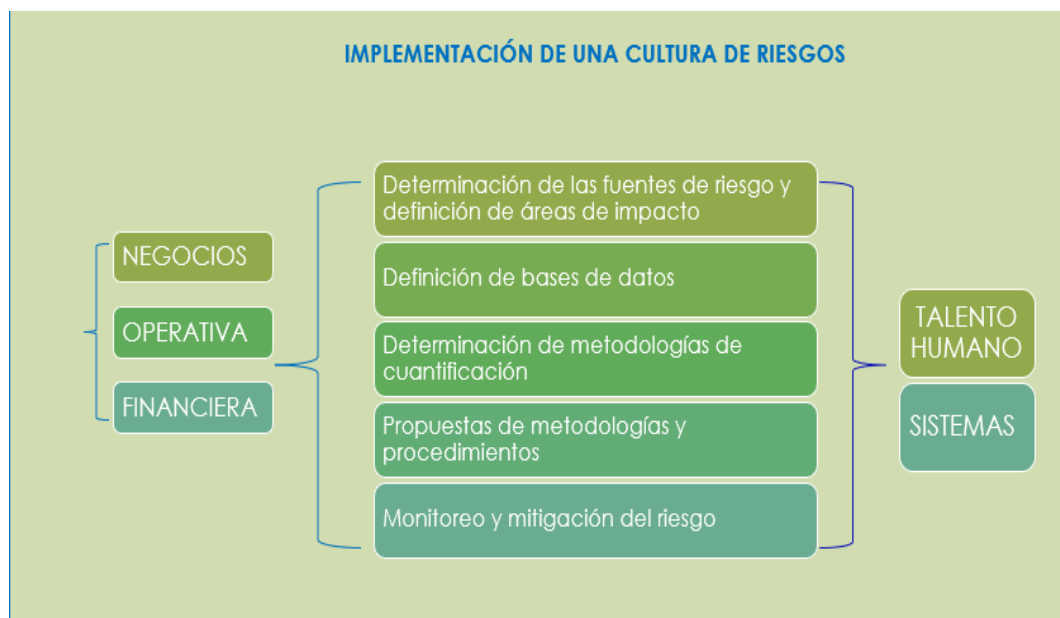 IMPLEMENTACIÓN DE UNA CULTURA DE RIESGOS
NEGOCIOS
OPERATIVA
FINANCIERA
Determinación de las fuentes de riesgo y
definición de áreas de impacto
Definición de bases de datos
Determinación de metodologías de
cuantificación
Propuestas de metodologías y
procedimientos
Monitoreo y mitigación del riesgo
TALENTO
HUMANO
SISTEMAS